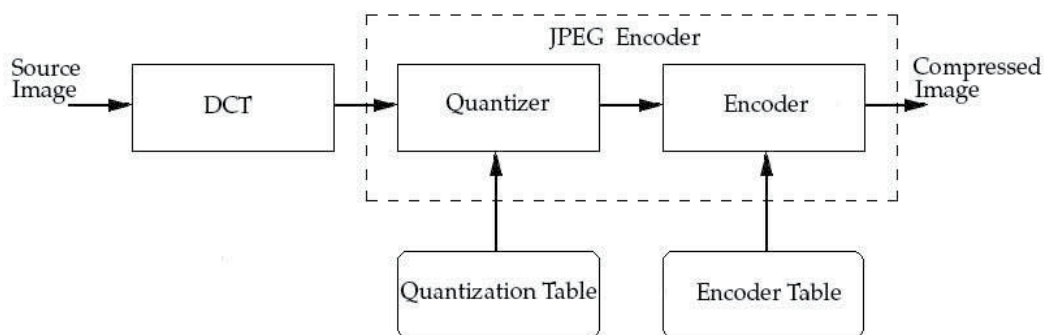 JPEG Encoder
Source
Image
DCT
Quantizer
Encoder
Compressed
Image
Quantization Table
Encoder Table